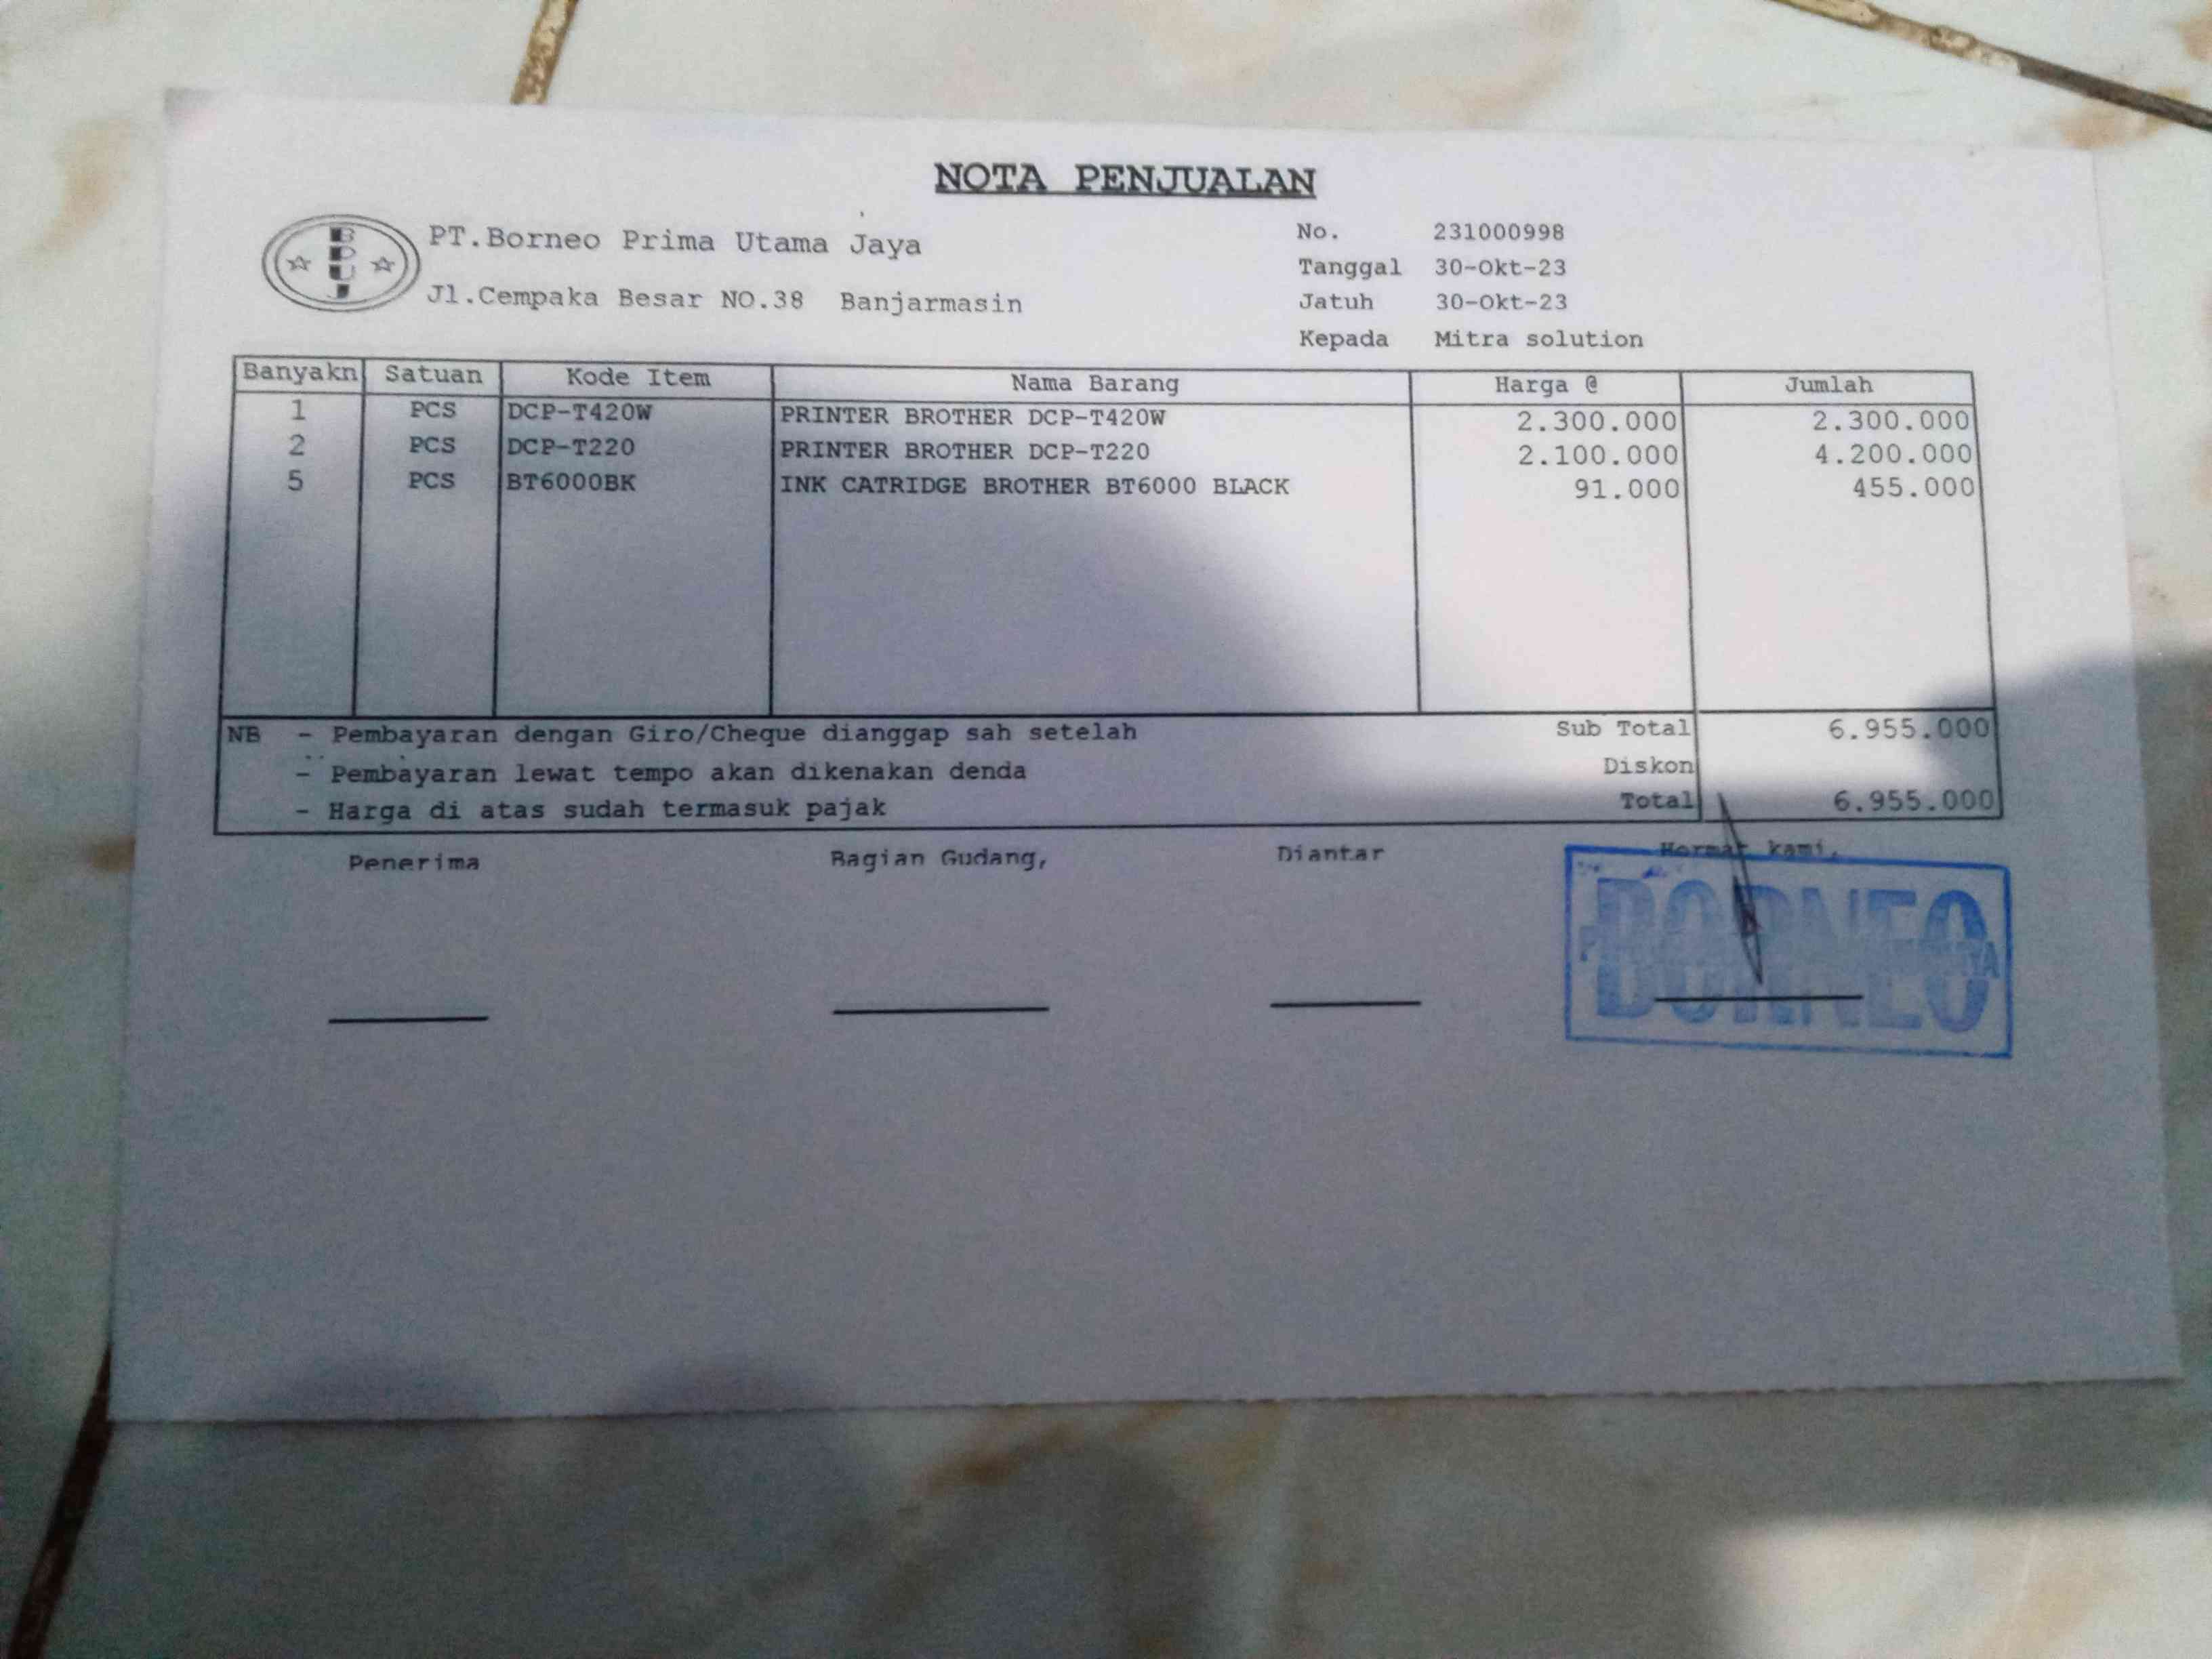 NOTA PENJUALAN
BPUJ
PT.Borneo Prima Utama Jaya
Jl.Cempaka Besar NO.38 Banjarmasin
No. 231000998
Tanggal 30-Okt-23
Jatuh 30-Okt-23
Kepada Mitra solution
Banyakn Satuan Kode Item Nama Barang Harga @ Jumlah
1 PCS DCP-T420W PRINTER BROTHER DCP-T420W 2.300.000 2.300.000
2 PCS DCP-T220 PRINTER BROTHER DCP-T220 2.100.000 4.200.000
5 PCS BT6000BK INK CATRIDGE BROTHER BT6000 BLACK 91.000 455.000
NB - Pembayaran dengan Giro/Cheque dianggap sah setelah
- Pembayaran lewat tempo akan dikenakan denda
- Harga di atas sudah termasuk pajak
Sub Total 6.955.000
Diskon
Total 6.955.000
Penerima Bagian Gudang, Diantar Hormat kami,
BORNEO